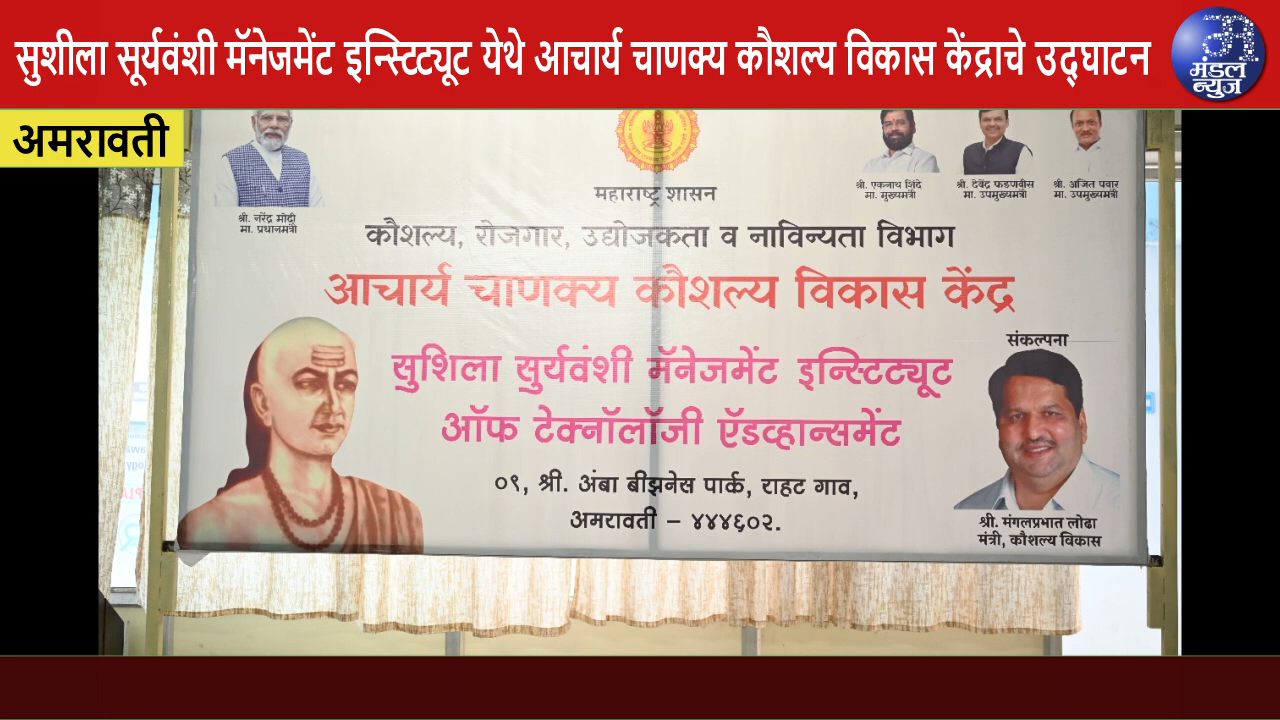 सुशीला सूर्यवंशी मॅनेजमेंट इन्स्टिट्यूट येथे आचार्य चाणक्य कौशल्य विकास केंद्राचे उद्घाटन
मंडल
न्युज
अमरावती
श्री. नरेंद्र मोदी
मा. प्रधानमंत्री
महाराष्ट्र शासन
श्री. एकनाथ शिंदे
मा. मुख्यमंत्री
श्री. देवेंद्र फडणवीस
मा. उपमुख्यमंत्री
श्री. अजित पवार
मा. उपमुख्यमंत्री
कौशल्य, रोजगार, उद्योजकता व नाविन्यता विभाग
आचार्य चाणक्य कौशल्य विकास केंद्र
सुशिला सुर्यवंशी मॅनेजमेंट इन्स्टिटट्यूट
ऑफ टेक्नॉलॉजी ऍडव्हान्समेंट
०९, श्री. अंबा बीझनेस पार्क, राहट गाव,
अमरावती – ४४४६०२.
संकल्पना
श्री. मंगलप्रभात लोढा
मंत्री, कौशल्य विकास